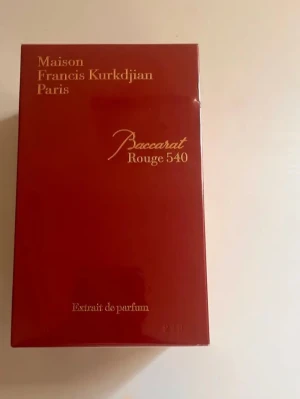 Maison
Francis Kurkdjian
Paris
Baccarat
Rouge 540
Extrait de parfum